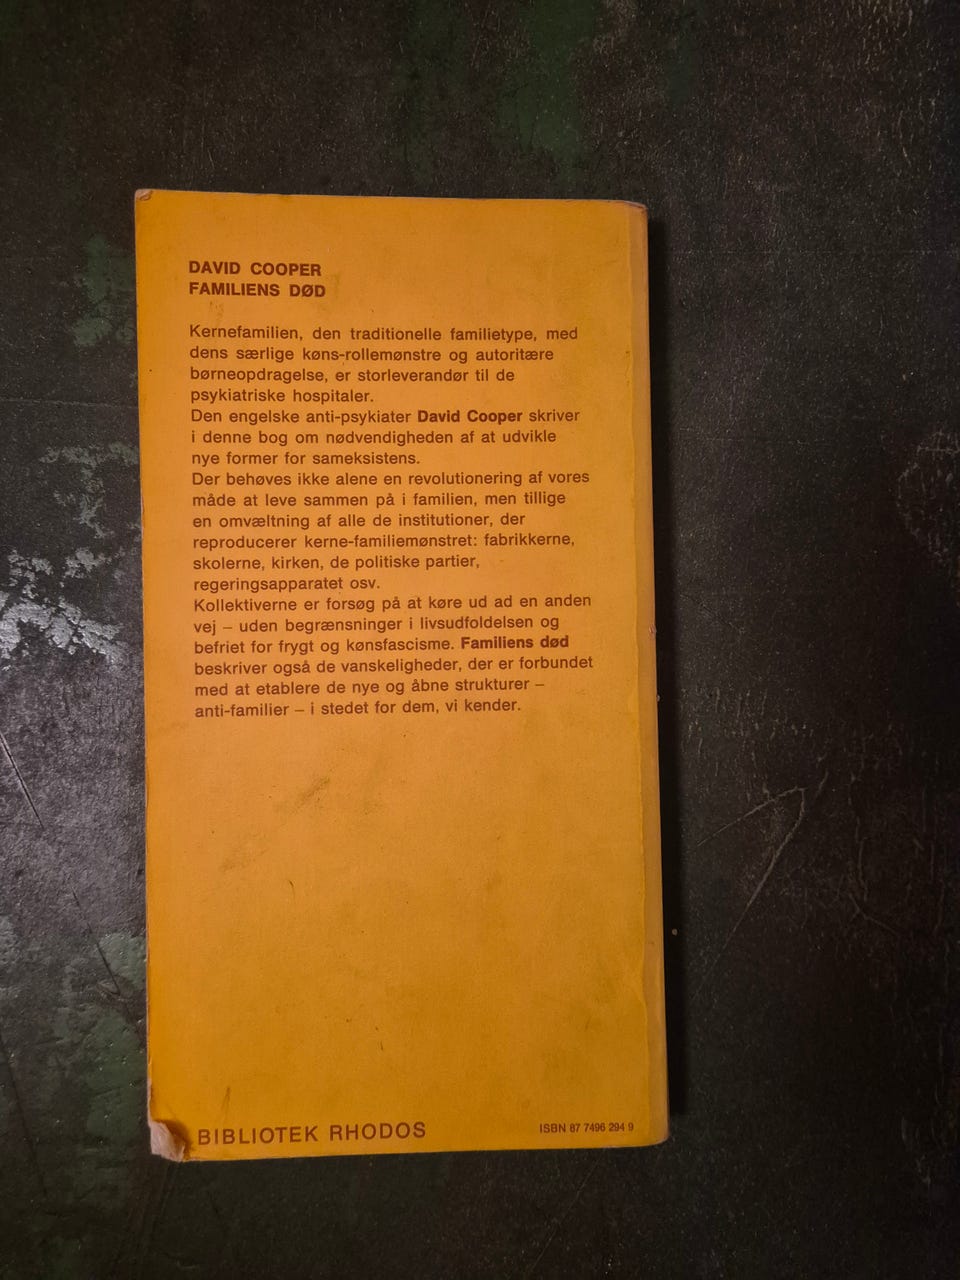 DAVID COOPER
FAMILIENS DØD
Kernefamilien, den traditionelle familietype, med
dens særlige køns-rollemønstre og autoritære
børneopdragelse, er storleverandør til de
psykiatriske hospitaler.
Den engelske anti-psykiater David Cooper skriver
i denne bog om nødvendigheden af at udvikle
nye former for sameksistens.
Der behøves ikke alene en revolutionering af vores
måde at leve sammen på i familien, men tillige
en omvæltning af alle de institutioner, der
reproducerer kerne-familiemønstret: fabrikkerne,
skolerne, kirken, de politiske partier,
regeringsapparatet osv.
Kollektiverne er forsøg på at køre ud ad en anden
vej – uden begrænsninger i livsudfoldelsen og
befriet for frygt og kønsfascisme. Familiens død
beskriver også de vanskeligheder, der er forbundet
med at etablere de nye og åbne strukturer –
anti-familier – i stedet for dem, vi kender.
BIBLIOTEK RHODOS
ISBN 87 7496 294 9